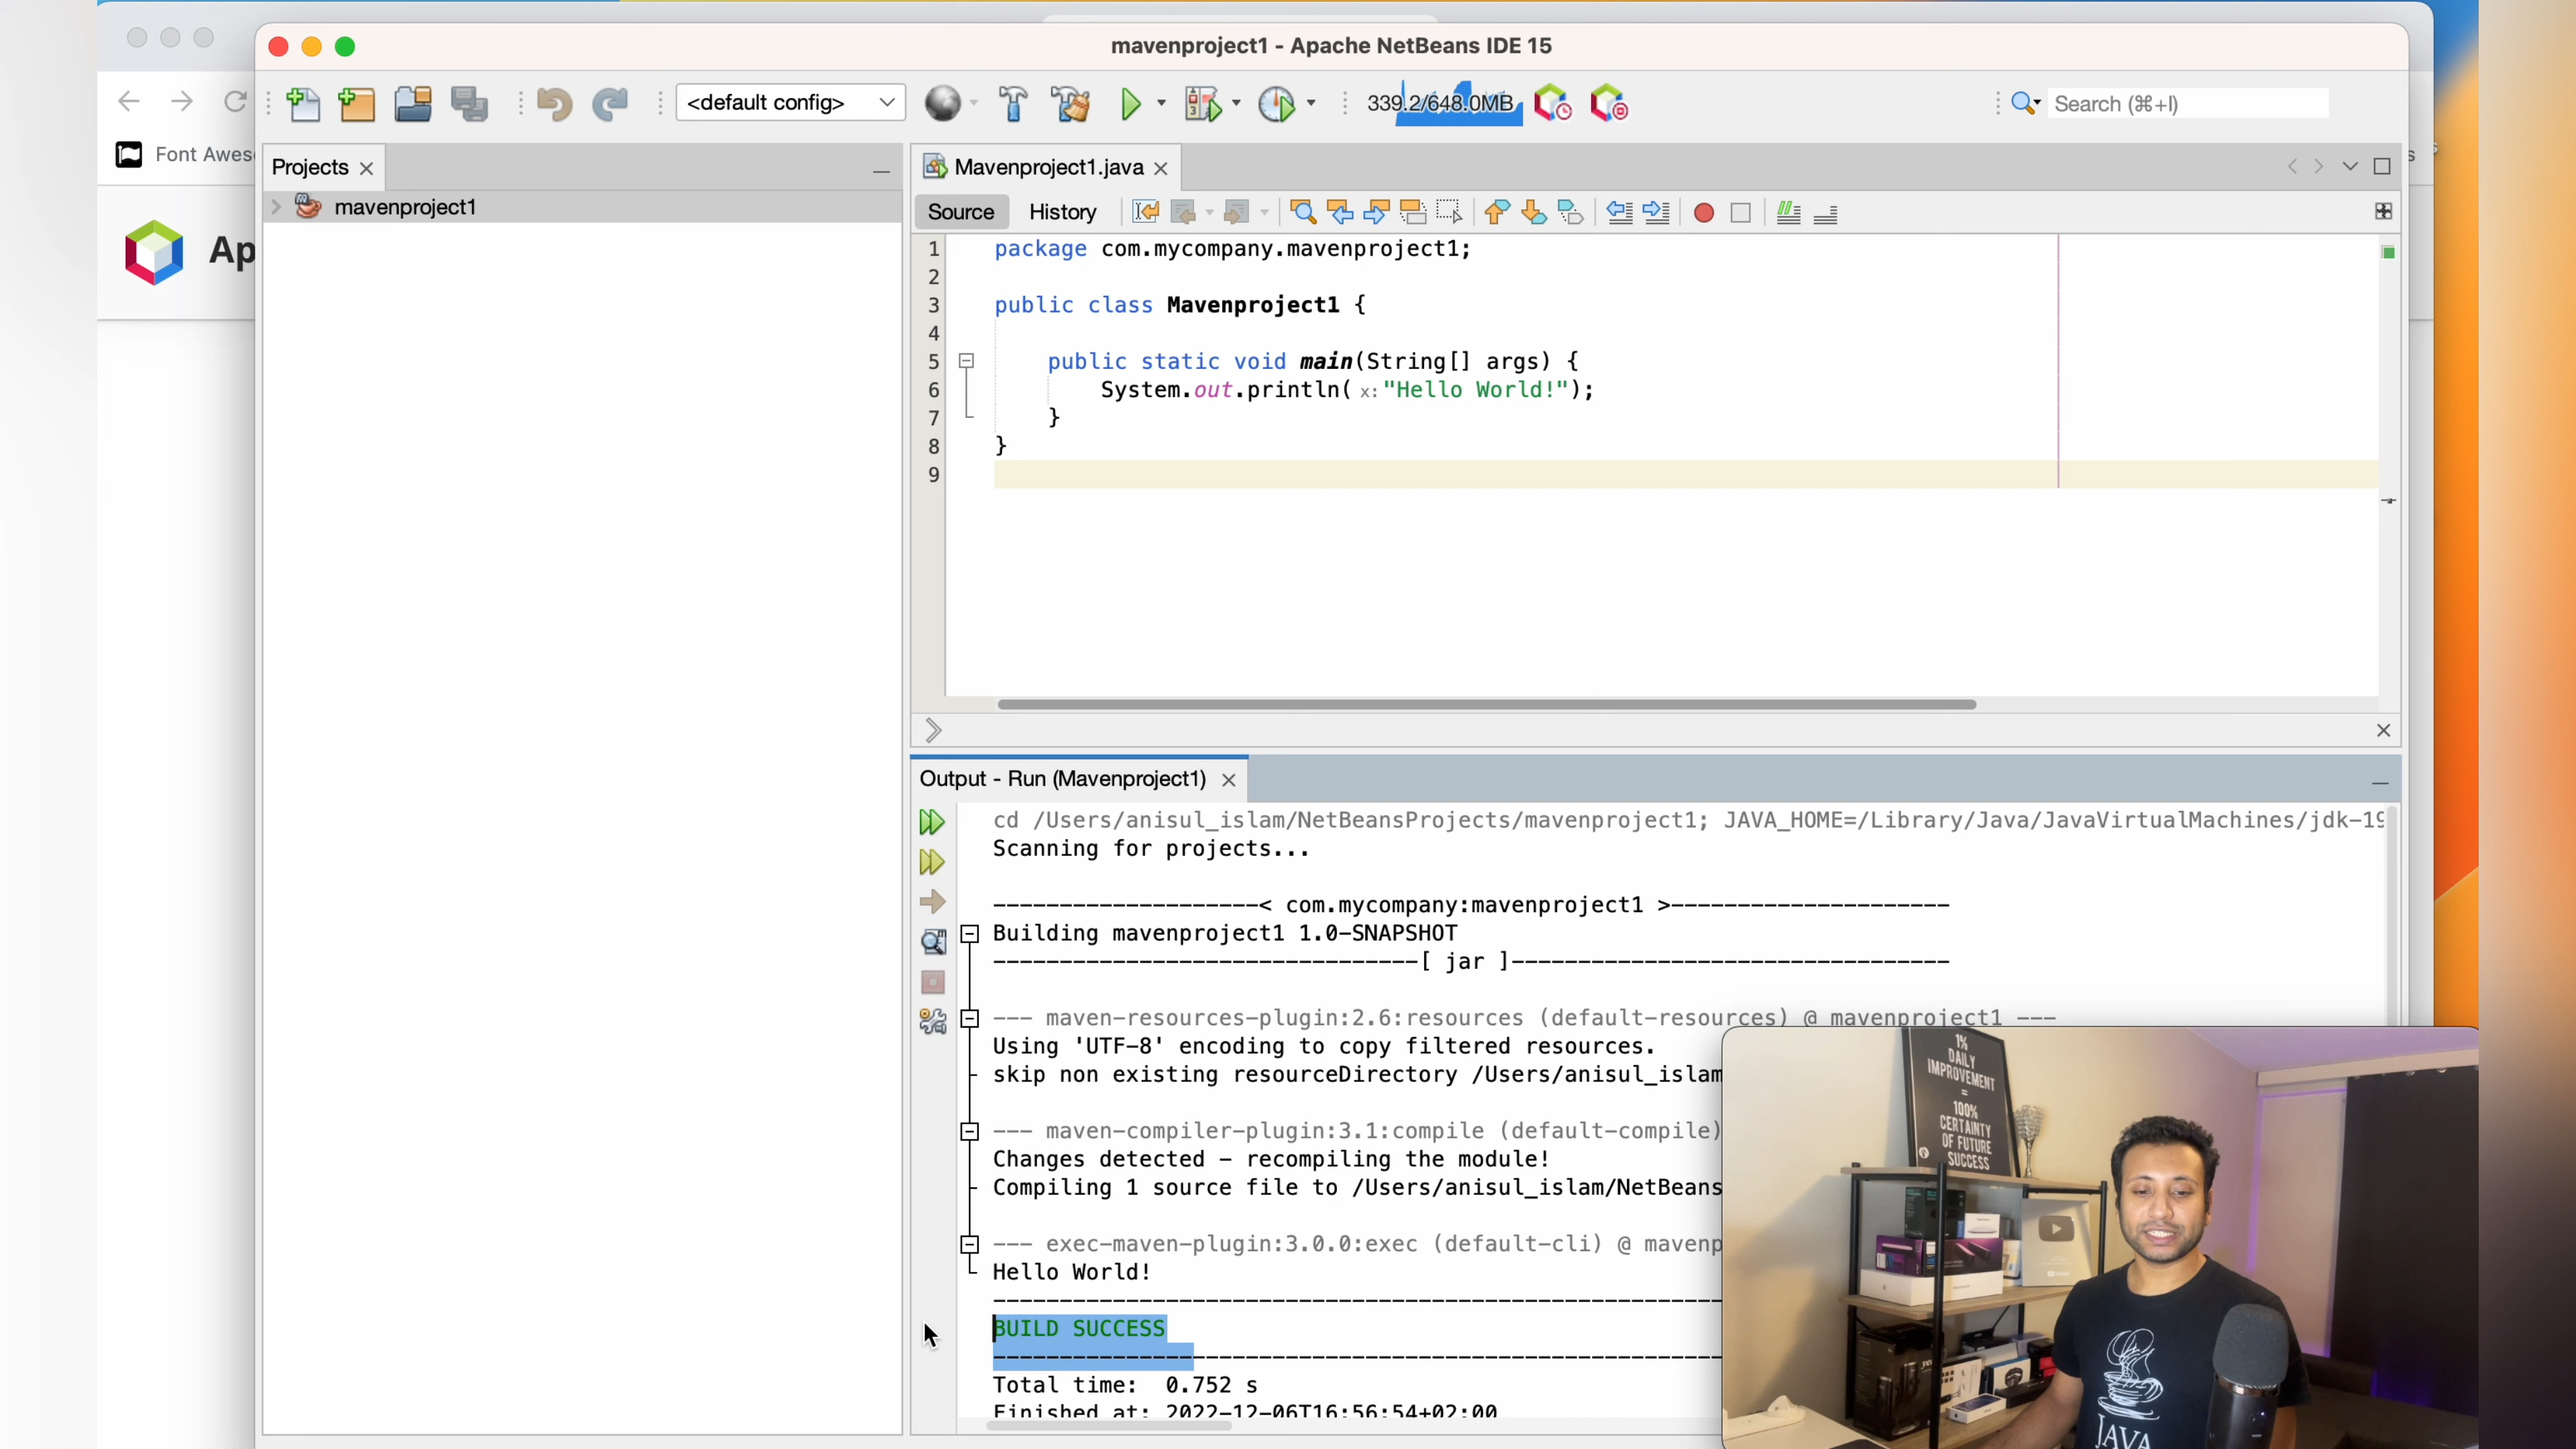 mavenproject1 - Apache NetBeans IDE 15
<default config>
339.2/648.0MB
Search (⌘+I)
Font Awes
Ap
Projects
mavenproject1
Mavenproject1.java
Source History
1 package com.mycompany.mavenproject1;
2
3 public class Mavenproject1 {
4
5 public static void main(String[] args) {
6 System.out.println( x: "Hello World!");
7 }
8 }
9
Output - Run (Mavenproject1)
cd /Users/anisul_islam/NetBeansProjects/mavenproject1; JAVA_HOME=/Library/Java/JavaVirtualMachines/jdk-19
Scanning for projects...
--------------------< com.mycompany:mavenproject1 >---------------------
Building mavenproject1 1.0-SNAPSHOT
--------------------------------[ jar ]---------------------------------
--- maven-resources-plugin:2.6:resources (default-resources) @ mavenproject1 ---
Using 'UTF-8' encoding to copy filtered resources.
skip non existing resourceDirectory /Users/anisul_islam
--- maven-compiler-plugin:3.1:compile (default-compile)
Changes detected - recompiling the module!
Compiling 1 source file to /Users/anisul_islam/NetBeans
--- exec-maven-plugin:3.0.0:exec (default-cli) @ mavenp
Hello World!
------------------------------------------------------------------------
BUILD SUCCESS
------------------------------------------------------------------------
Total time: 0.752 s
Finished at: 2022-12-06T16:56:54+02:00
1%
DAILY
IMPROVEMENT
=
100%
CERTAINTY
OF FUTURE
SUCCESS
JAVA